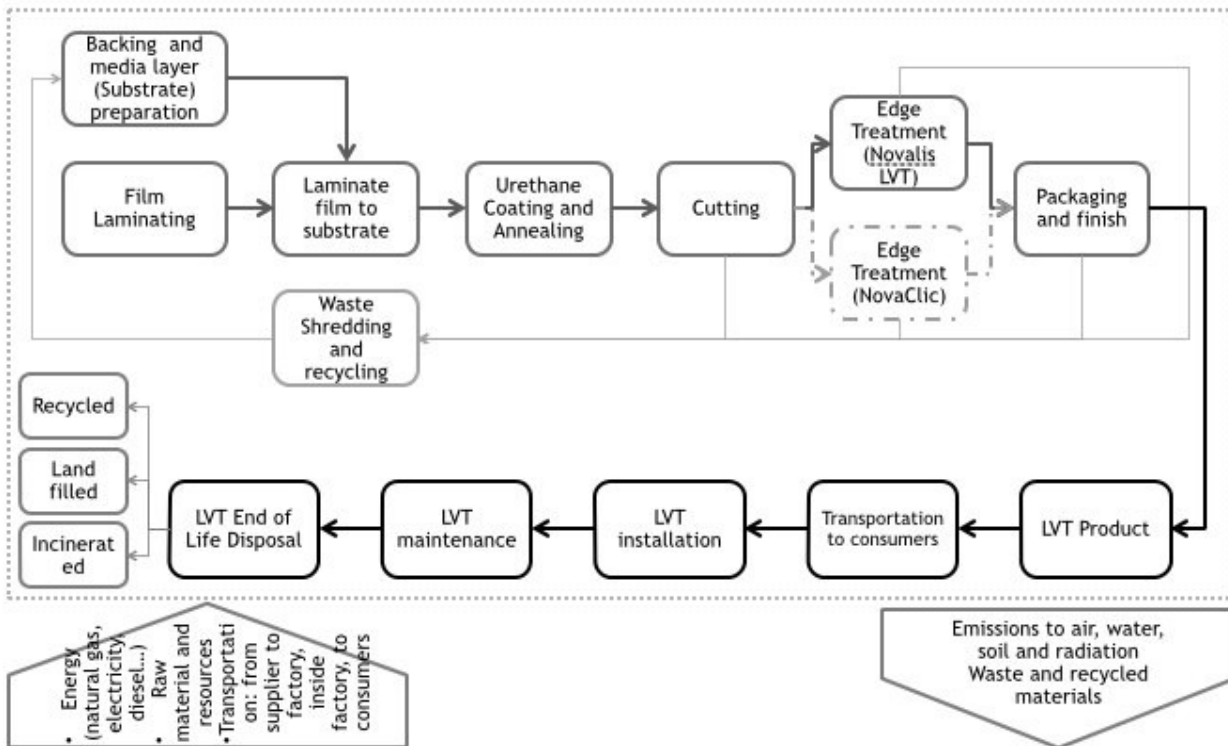 Backing and
media layer
(Substrate)
preparation
Film
Laminating
Laminate
film to
substrate
Urethane
Coating and
Annealing
Cutting
Edge
Treatment
(Novalis
LVT)
Edge
Treatment
(NovaClic)
Packaging
and finish
Waste
Shredding
and
recycling
Recycled
Land
filled
Incinerat
ed
LVT End of
Life Disposal
LVT
maintenance
LVT
installation
Transportation
to consumers
LVT Product
• Energy
(natural gas,
electricity,
diesel...)
• Raw
material and
resources
•Transportati
on: from
supplier to
factory,
inside
factory, to
consumers
Emissions to air, water,
soil and radiation
Waste and recycled
materials